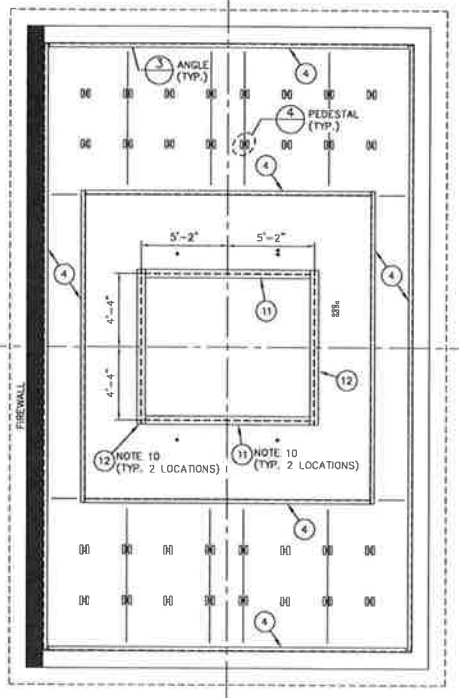 3 ANGLE
(TYP.)
4
4 PEDESTAL
(TYP.)
4
5'-2" 5'-2"
4
4
4'-4"
11
4'-4"
12
FIREWALL
12 NOTE 10
(TYP. 2 LOCATIONS)
11 NOTE 10
(TYP. 2 LOCATIONS)
4
4